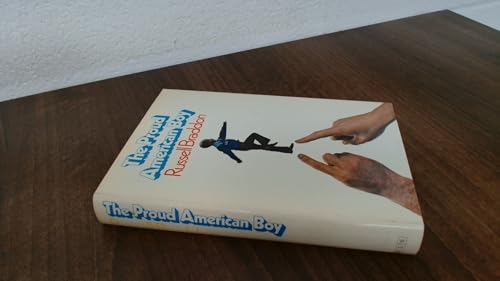 The Proud
American Boy
Russell Braddon
The Proud American Boy